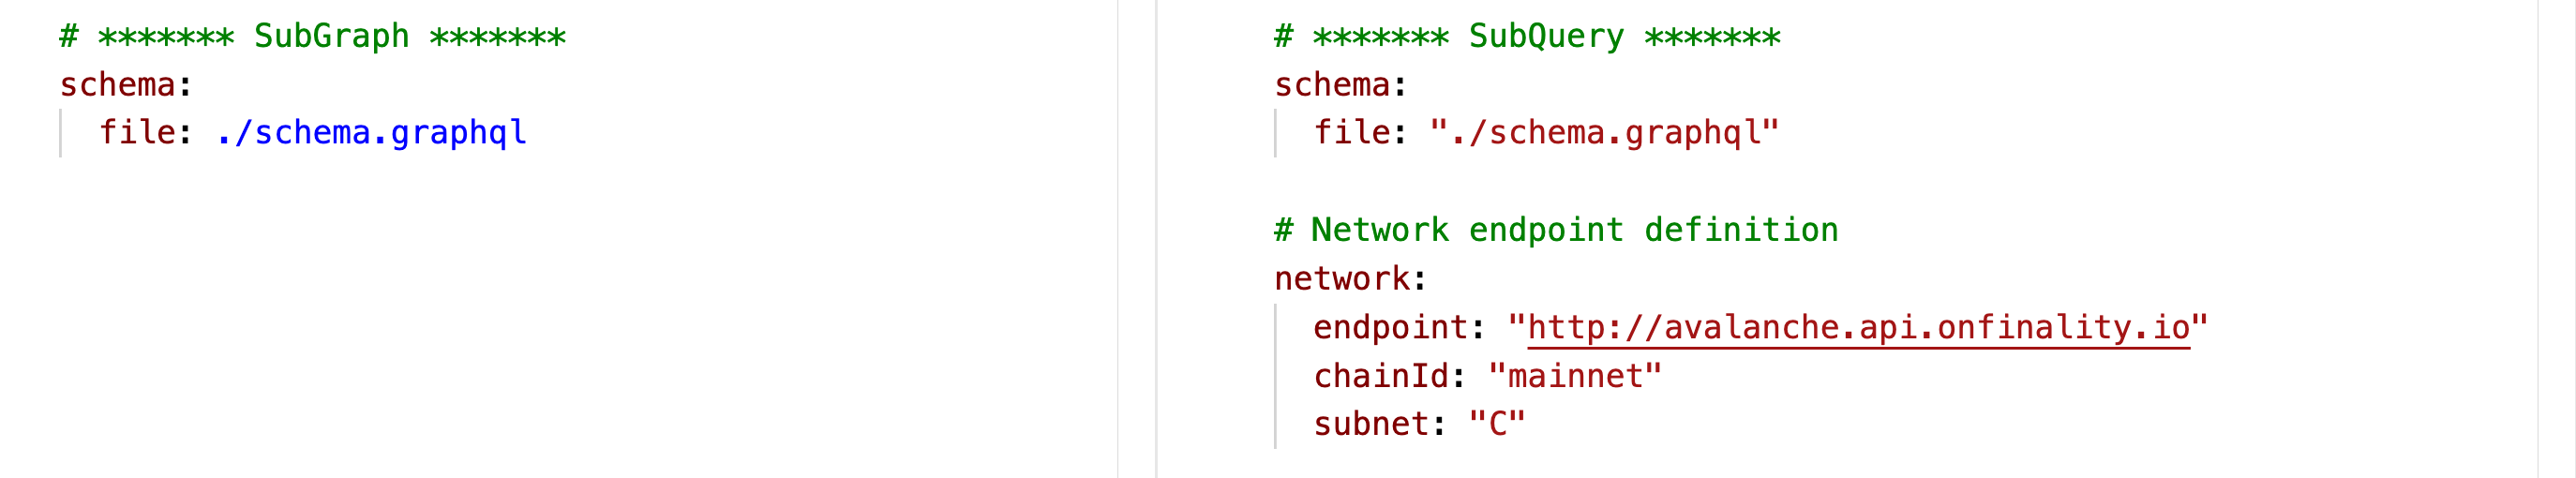 # ******* SubGraph *******
schema:
  file: ./schema.graphql
# ******* SubQuery *******
schema:
  file: "./schema.graphql"
# Network endpoint definition
network:
  endpoint: "http://avalanche.api.onfinality.io"
  chainId: "mainnet"
  subnet: "C"